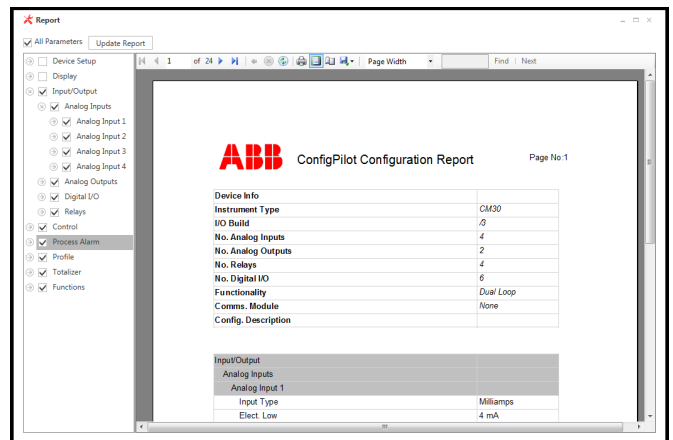 Report
All Parameters Update Report
Device Setup
Display
Input/Output
Analog Inputs
Analog Input 1
Analog Input 2
Analog Input 3
Analog Input 4
Analog Outputs
Digital I/O
Relays
Control
Process Alarm
Profile
Totalizer
Functions
1 of 24 Page Width Find | Next
ABB ConfigPilot Configuration Report Page No:1
Device Info
Instrument Type CM30
I/O Build /3
No. Analog Inputs 4
No. Analog Outputs 2
No. Relays 4
No. Digital I/O 6
Functionality Dual Loop
Comms. Module None
Config. Description
Input/Output
Analog Inputs
Analog Input 1
Input Type Milliamps
Elect. Low 4 mA